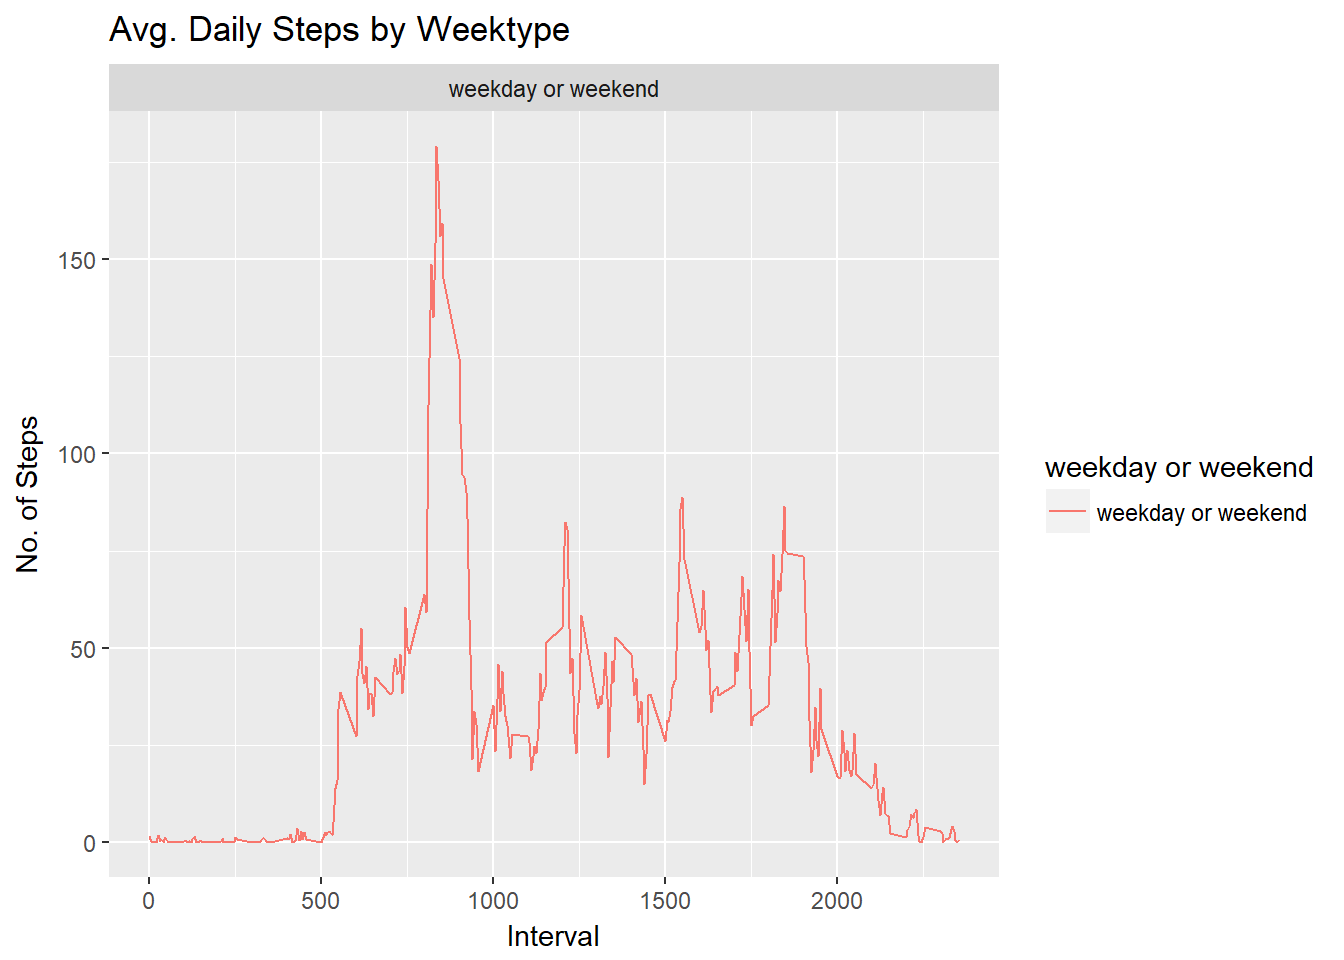 Avg. Daily Steps by Weektype
weekday or weekend
150
100
50
0
No. of Steps
0 500 1000 1500 2000
Interval
weekday or weekend
weekday or weekend